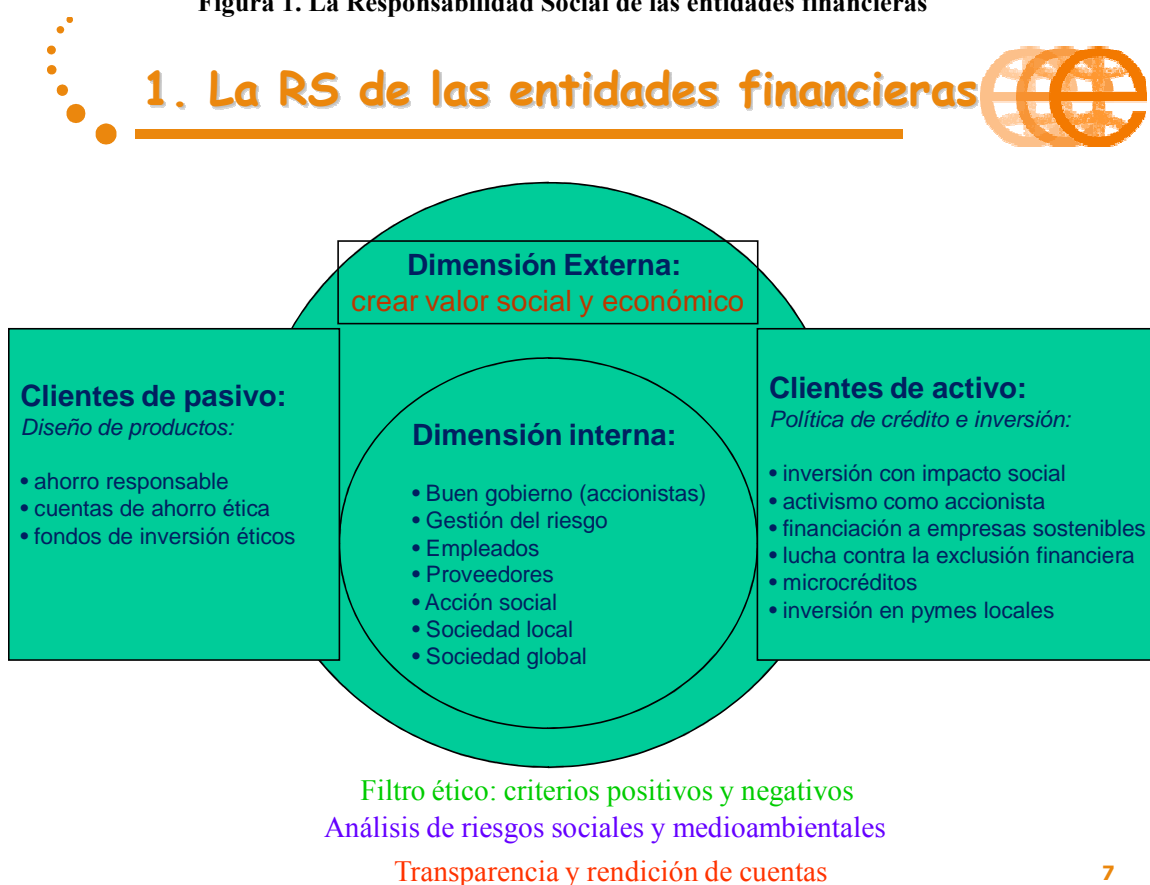 Figura 1. La Responsabilidad Social de las entidades financieras
1. La RS de las entidades financieras
Dimensión Externa:
crear valor social y económico
Clientes de pasivo:
Diseño de productos:
• ahorro responsable
• cuentas de ahorro ética
• fondos de inversión éticos
Dimensión interna:
• Buen gobierno (accionistas)
• Gestión del riesgo
• Empleados
• Proveedores
• Acción social
• Sociedad local
• Sociedad global
Clientes de activo:
Política de crédito e inversión:
• inversión con impacto social
• activismo como accionista
• financiación a empresas sostenibles
• lucha contra la exclusión financiera
• microcréditos
• inversión en pymes locales
Filtro ético: criterios positivos y negativos
Análisis de riesgos sociales y medioambientales
Transparencia y rendición de cuentas
7